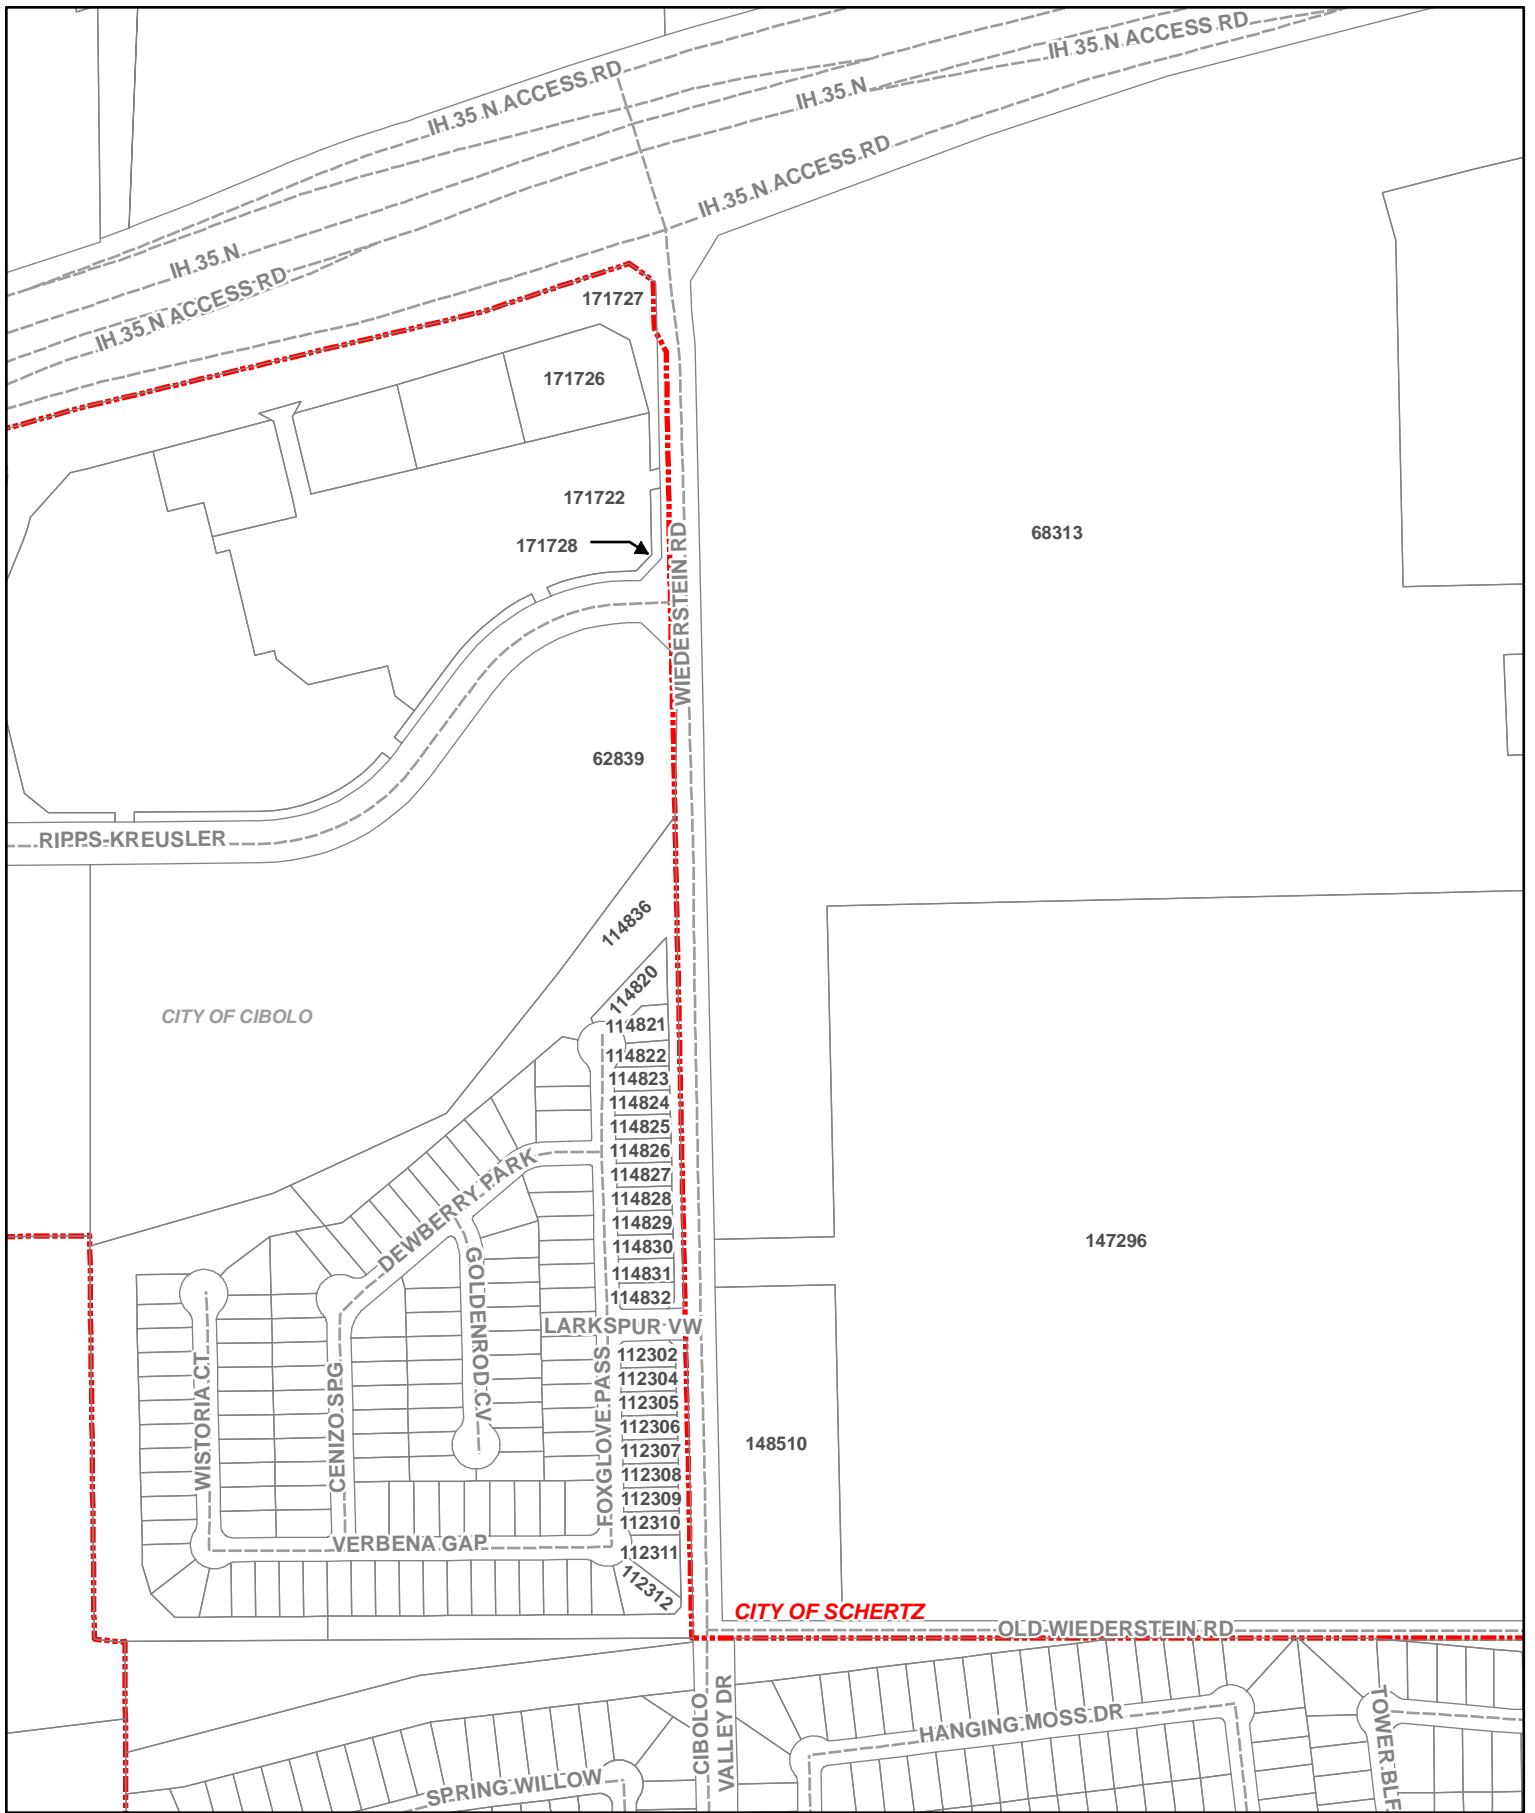 IH 35 N ACCESS RD
IH 35 N ACCESS RD
IH 35 N
IH 35 N ACCESS RD
IH 35 N
IH 35 N ACCESS RD
171727
171726
171722
171728
68313
WIEDERSTEIN RD
62839
RIPPS-KREUSLER
114836
114820
CITY OF CIBOLO
114821
114822
114823
114824
114825
114826
DEWBERRY PARK
114827
114828
114829
114830
147296
114831
114832
GOLDENROD CV
LARKSPUR VW
112302
112304
112305
112306
112307
112308
112309
112310
112311
112312
WISTORIA CT
CENIZO SPG
FOXGLOVE PASS
148510
VERBENA GAP
CITY OF SCHERTZ
OLD WIEDERSTEIN RD
CIBOLO
VALLEY DR
HANGING MOSS DR
TOWER BLF
SPRING WILLOW